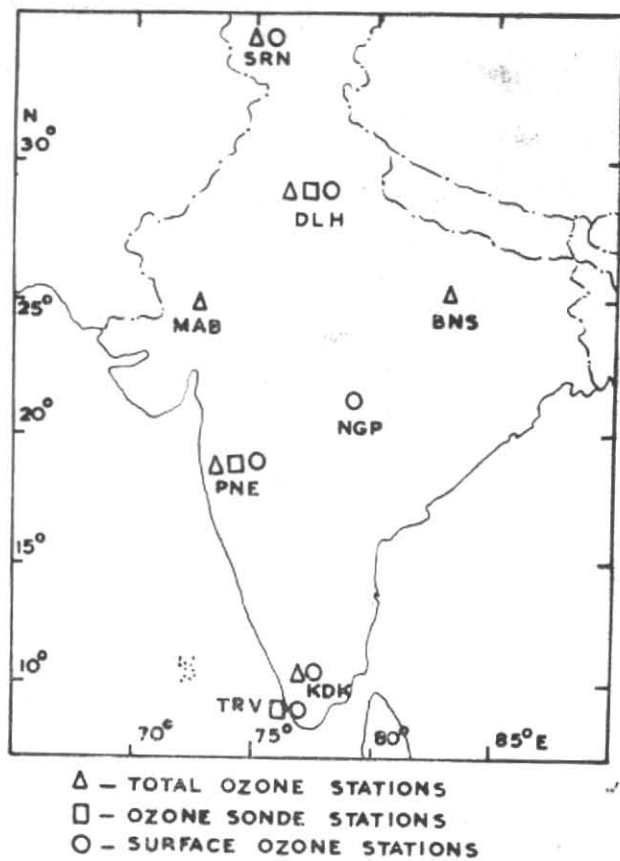 SRN
N
30°
DLH
25°
MAB
BNS
20°
NGP
PNE
15°
10°
KDK
TRV
70° 75° 80° 85°E
△ – TOTAL OZONE STATIONS
□ – OZONE SONDE STATIONS
○ – SURFACE OZONE STATIONS